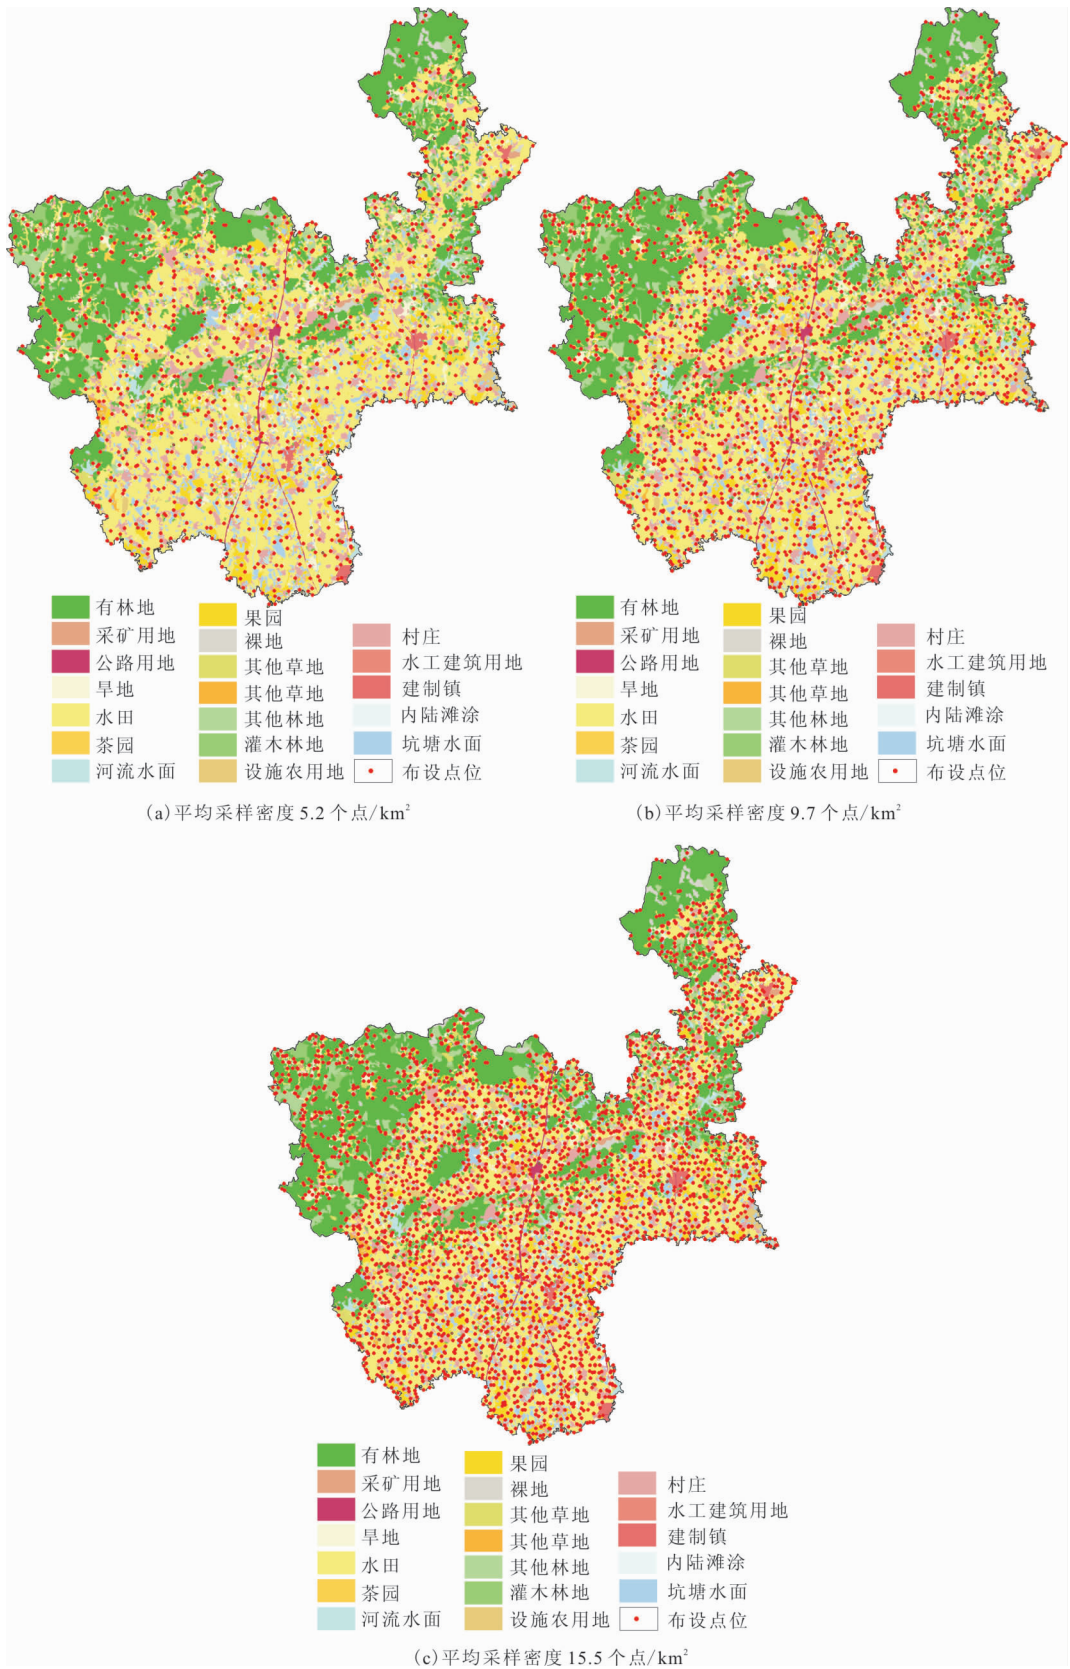 有林地
采矿用地
公路用地
旱地
水田
茶园
河流水面
果园
裸地
其他草地
其他草地
其他林地
灌木林地
设施农用地
村庄
水工建筑用地
建制镇
内陆滩涂
坑塘水面
布设点位
(a)平均采样密度 5.2 个点/km²
有林地
采矿用地
公路用地
旱地
水田
茶园
河流水面
果园
裸地
其他草地
其他草地
其他林地
灌木林地
设施农用地
村庄
水工建筑用地
建制镇
内陆滩涂
坑塘水面
布设点位
(b)平均采样密度 9.7 个点/km²
有林地
采矿用地
公路用地
旱地
水田
茶园
河流水面
果园
裸地
其他草地
其他草地
其他林地
灌木林地
设施农用地
村庄
水工建筑用地
建制镇
内陆滩涂
坑塘水面
布设点位
(c)平均采样密度 15.5 个点/km²